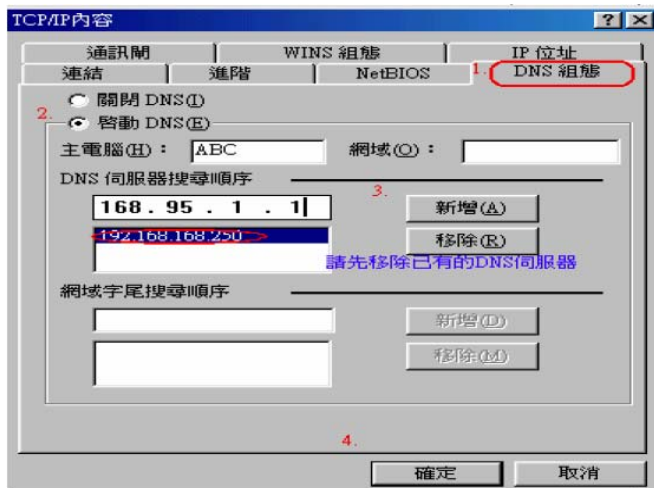 TCP/IP內容
通訊閘 WINS 組態 IP 位址
連結 進階 NetBIOS 1. DNS 組態
關閉 DNS(I)
2. 啓動 DNS(E)
主電腦(H)： ABC 網域(O)：
DNS 伺服器搜尋順序
3.
168 . 95 . 1 . 1 新增(A)
192.168.168.250 移除(R)
請先移除已有的DNS伺服器
網域字尾搜尋順序
新增(D)
移除(M)
4.
確定 取消